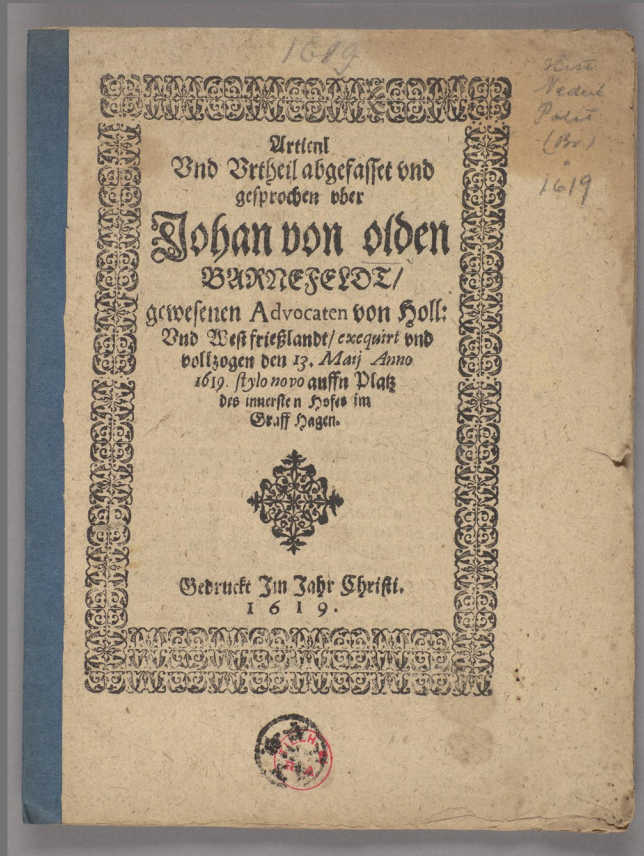 1619
Hist
Nederl
(Br.)
1619
Articul
Vnd Vrtheil abgefasset vnd
gesprochen vber
Johan von olden
BARNEFELDT/
gewesenen Advocaten von Holl:
Vnd West frießlandt/ exequirt vnd
vollzogen den 13. Maij Anno
1619. stylo novo auffn Platz
des innersten Hofes im
Graff Hagen.
Gedruckt Im Jahr Christi.
1619.